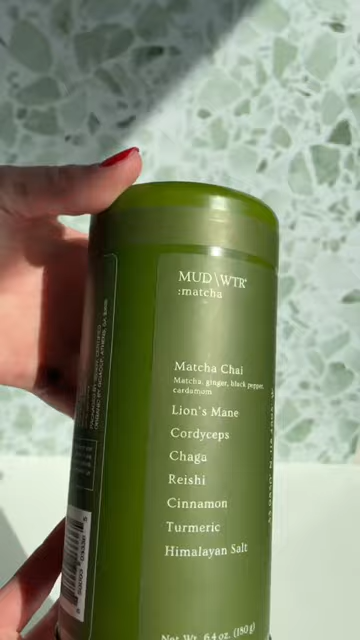 MUD\WTR®
:matcha
Matcha Chai
Matcha, ginger, black pepper,
cardamom
Lion's Mane
Cordyceps
Chaga
Reishi
Cinnamon
Turmeric
Himalayan Salt
Net Wt. 6.4 oz. (180g)